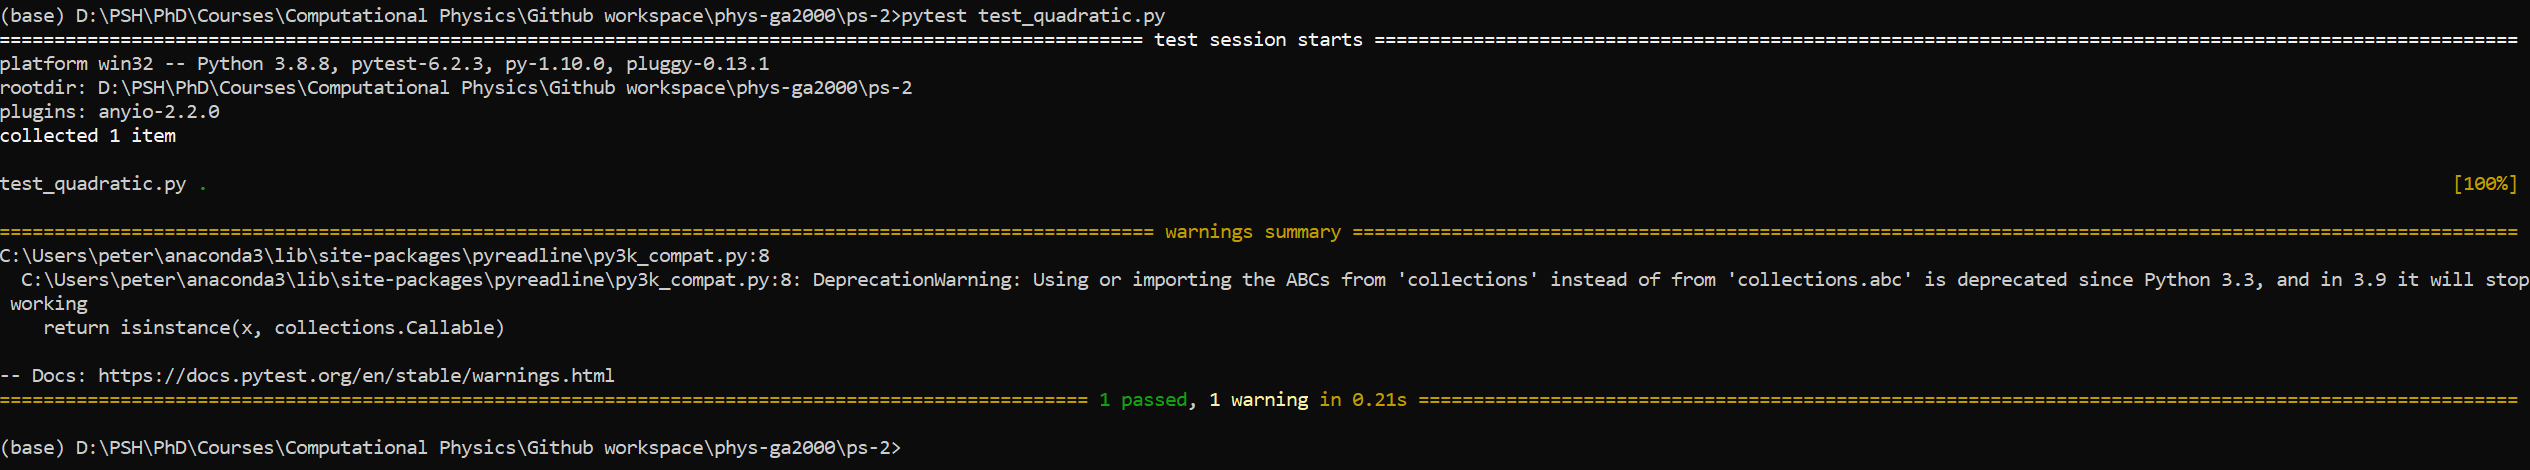 (base) D:\PSH\PhD\Courses\Computational Physics\Github workspace\phys-ga2000\ps-2>pytest test_quadratic.py
======================================================================================================== test session starts ========================================================================================================
platform win32 -- Python 3.8.8, pytest-6.2.3, py-1.10.0, pluggy-0.13.1
rootdir: D:\PSH\PhD\Courses\Computational Physics\Github workspace\phys-ga2000\ps-2
plugins: anyio-2.2.0
collected 1 item
test_quadratic.py . [100%]
========================================================================================================= warnings summary ==========================================================================================================
C:\Users\peter\anaconda3\lib\site-packages\pyreadline\py3k_compat.py:8
C:\Users\peter\anaconda3\lib\site-packages\pyreadline\py3k_compat.py:8: DeprecationWarning: Using or importing the ABCs from 'collections' instead of from 'collections.abc' is deprecated since Python 3.3, and in 3.9 it will stop
working
return isinstance(x, collections.Callable)
-- Docs: https://docs.pytest.org/en/stable/warnings.html
=================================================================================================== 1 passed, 1 warning in 0.21s ====================================================================================================
(base) D:\PSH\PhD\Courses\Computational Physics\Github workspace\phys-ga2000\ps-2>